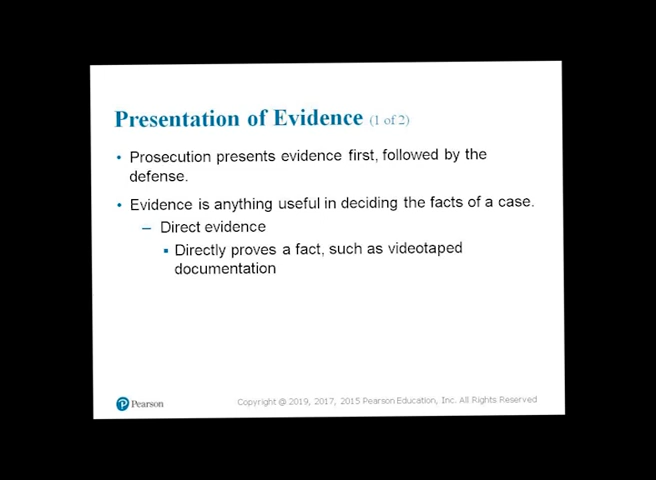 Presentation of Evidence (1 of 2)
• Prosecution presents evidence first, followed by the
defense.
• Evidence is anything useful in deciding the facts of a case.
– Direct evidence
▪ Directly proves a fact, such as videotaped
documentation
P Pearson
Copyright @ 2019, 2017, 2015 Pearson Education, Inc. All Rights Reserved